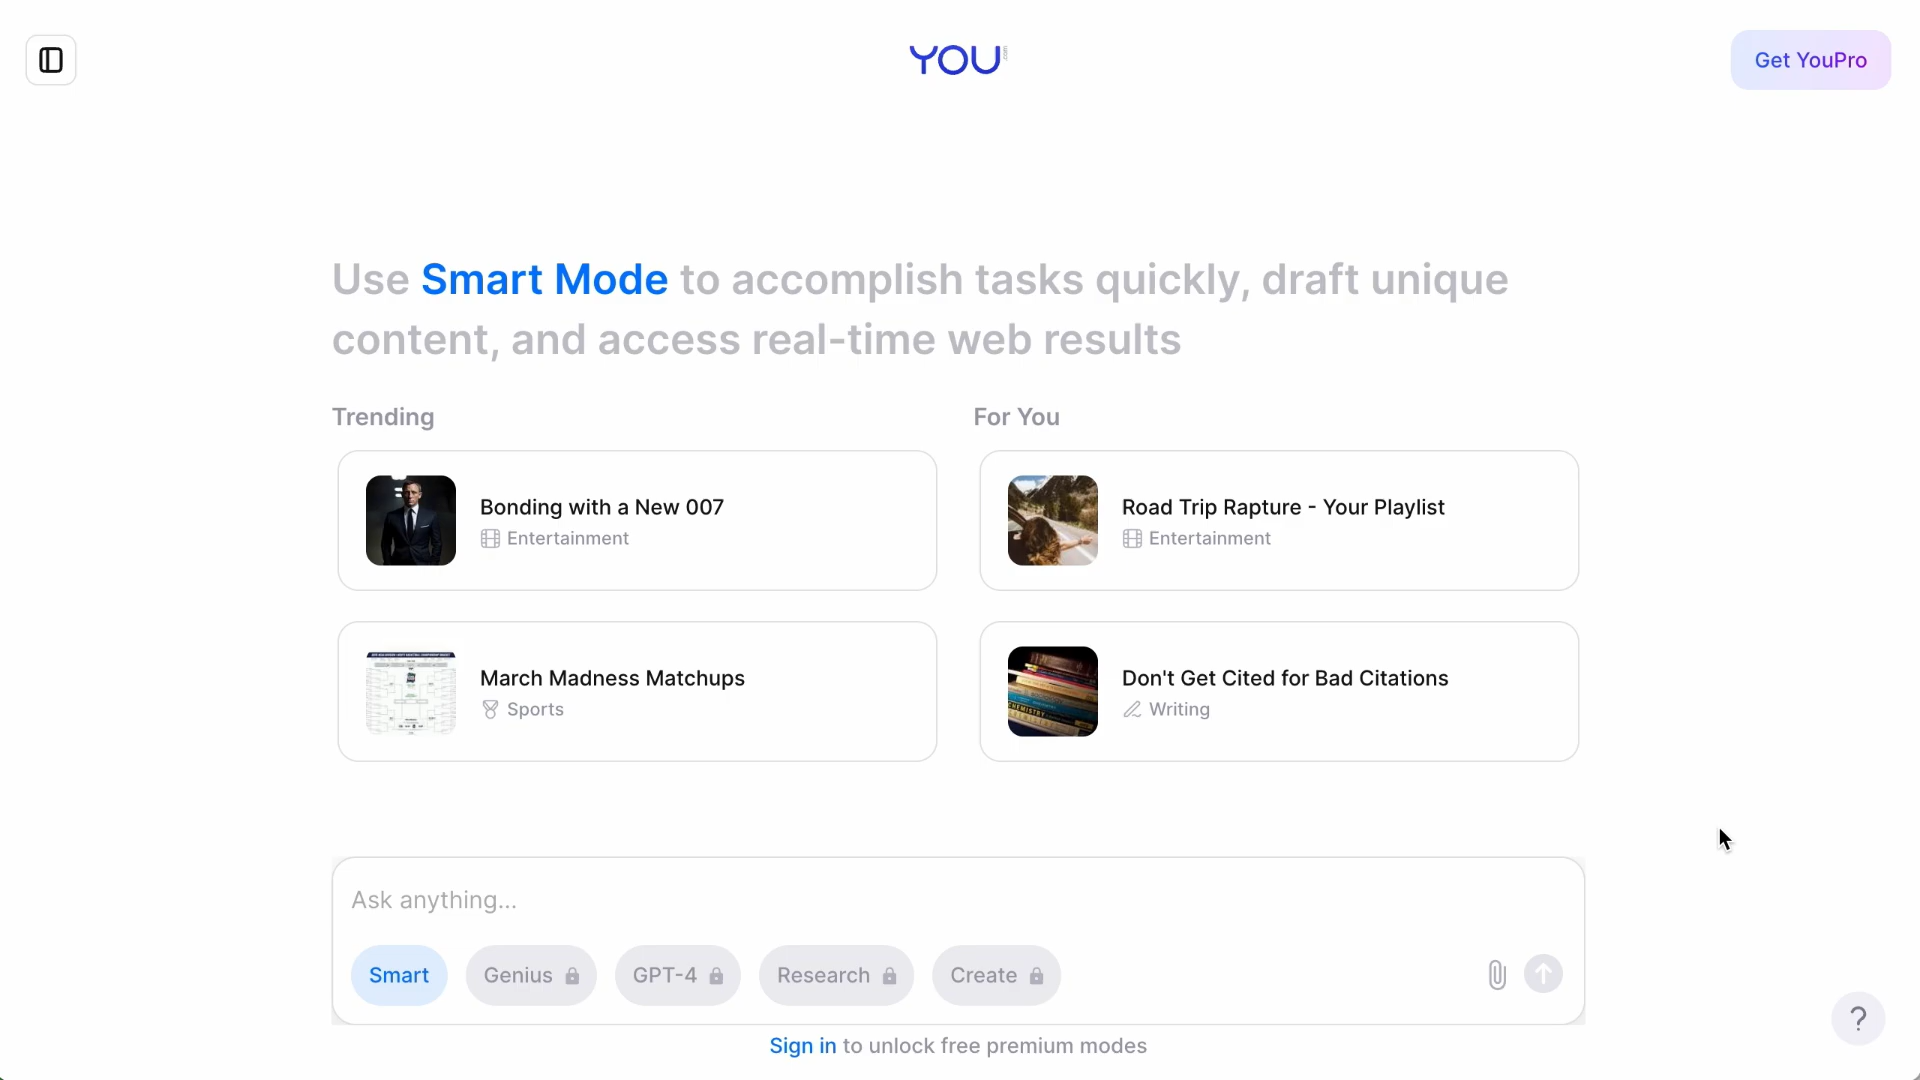 YOU
.com
Get YouPro
Use Smart Mode to accomplish tasks quickly, draft unique
content, and access real-time web results
Trending
For You
Bonding with a New 007
Entertainment
Road Trip Rapture - Your Playlist
Entertainment
March Madness Matchups
Sports
CHEMISTRY
Don't Get Cited for Bad Citations
Writing
Ask anything...
Smart
Genius
GPT-4
Research
Create
?
Sign in to unlock free premium modes